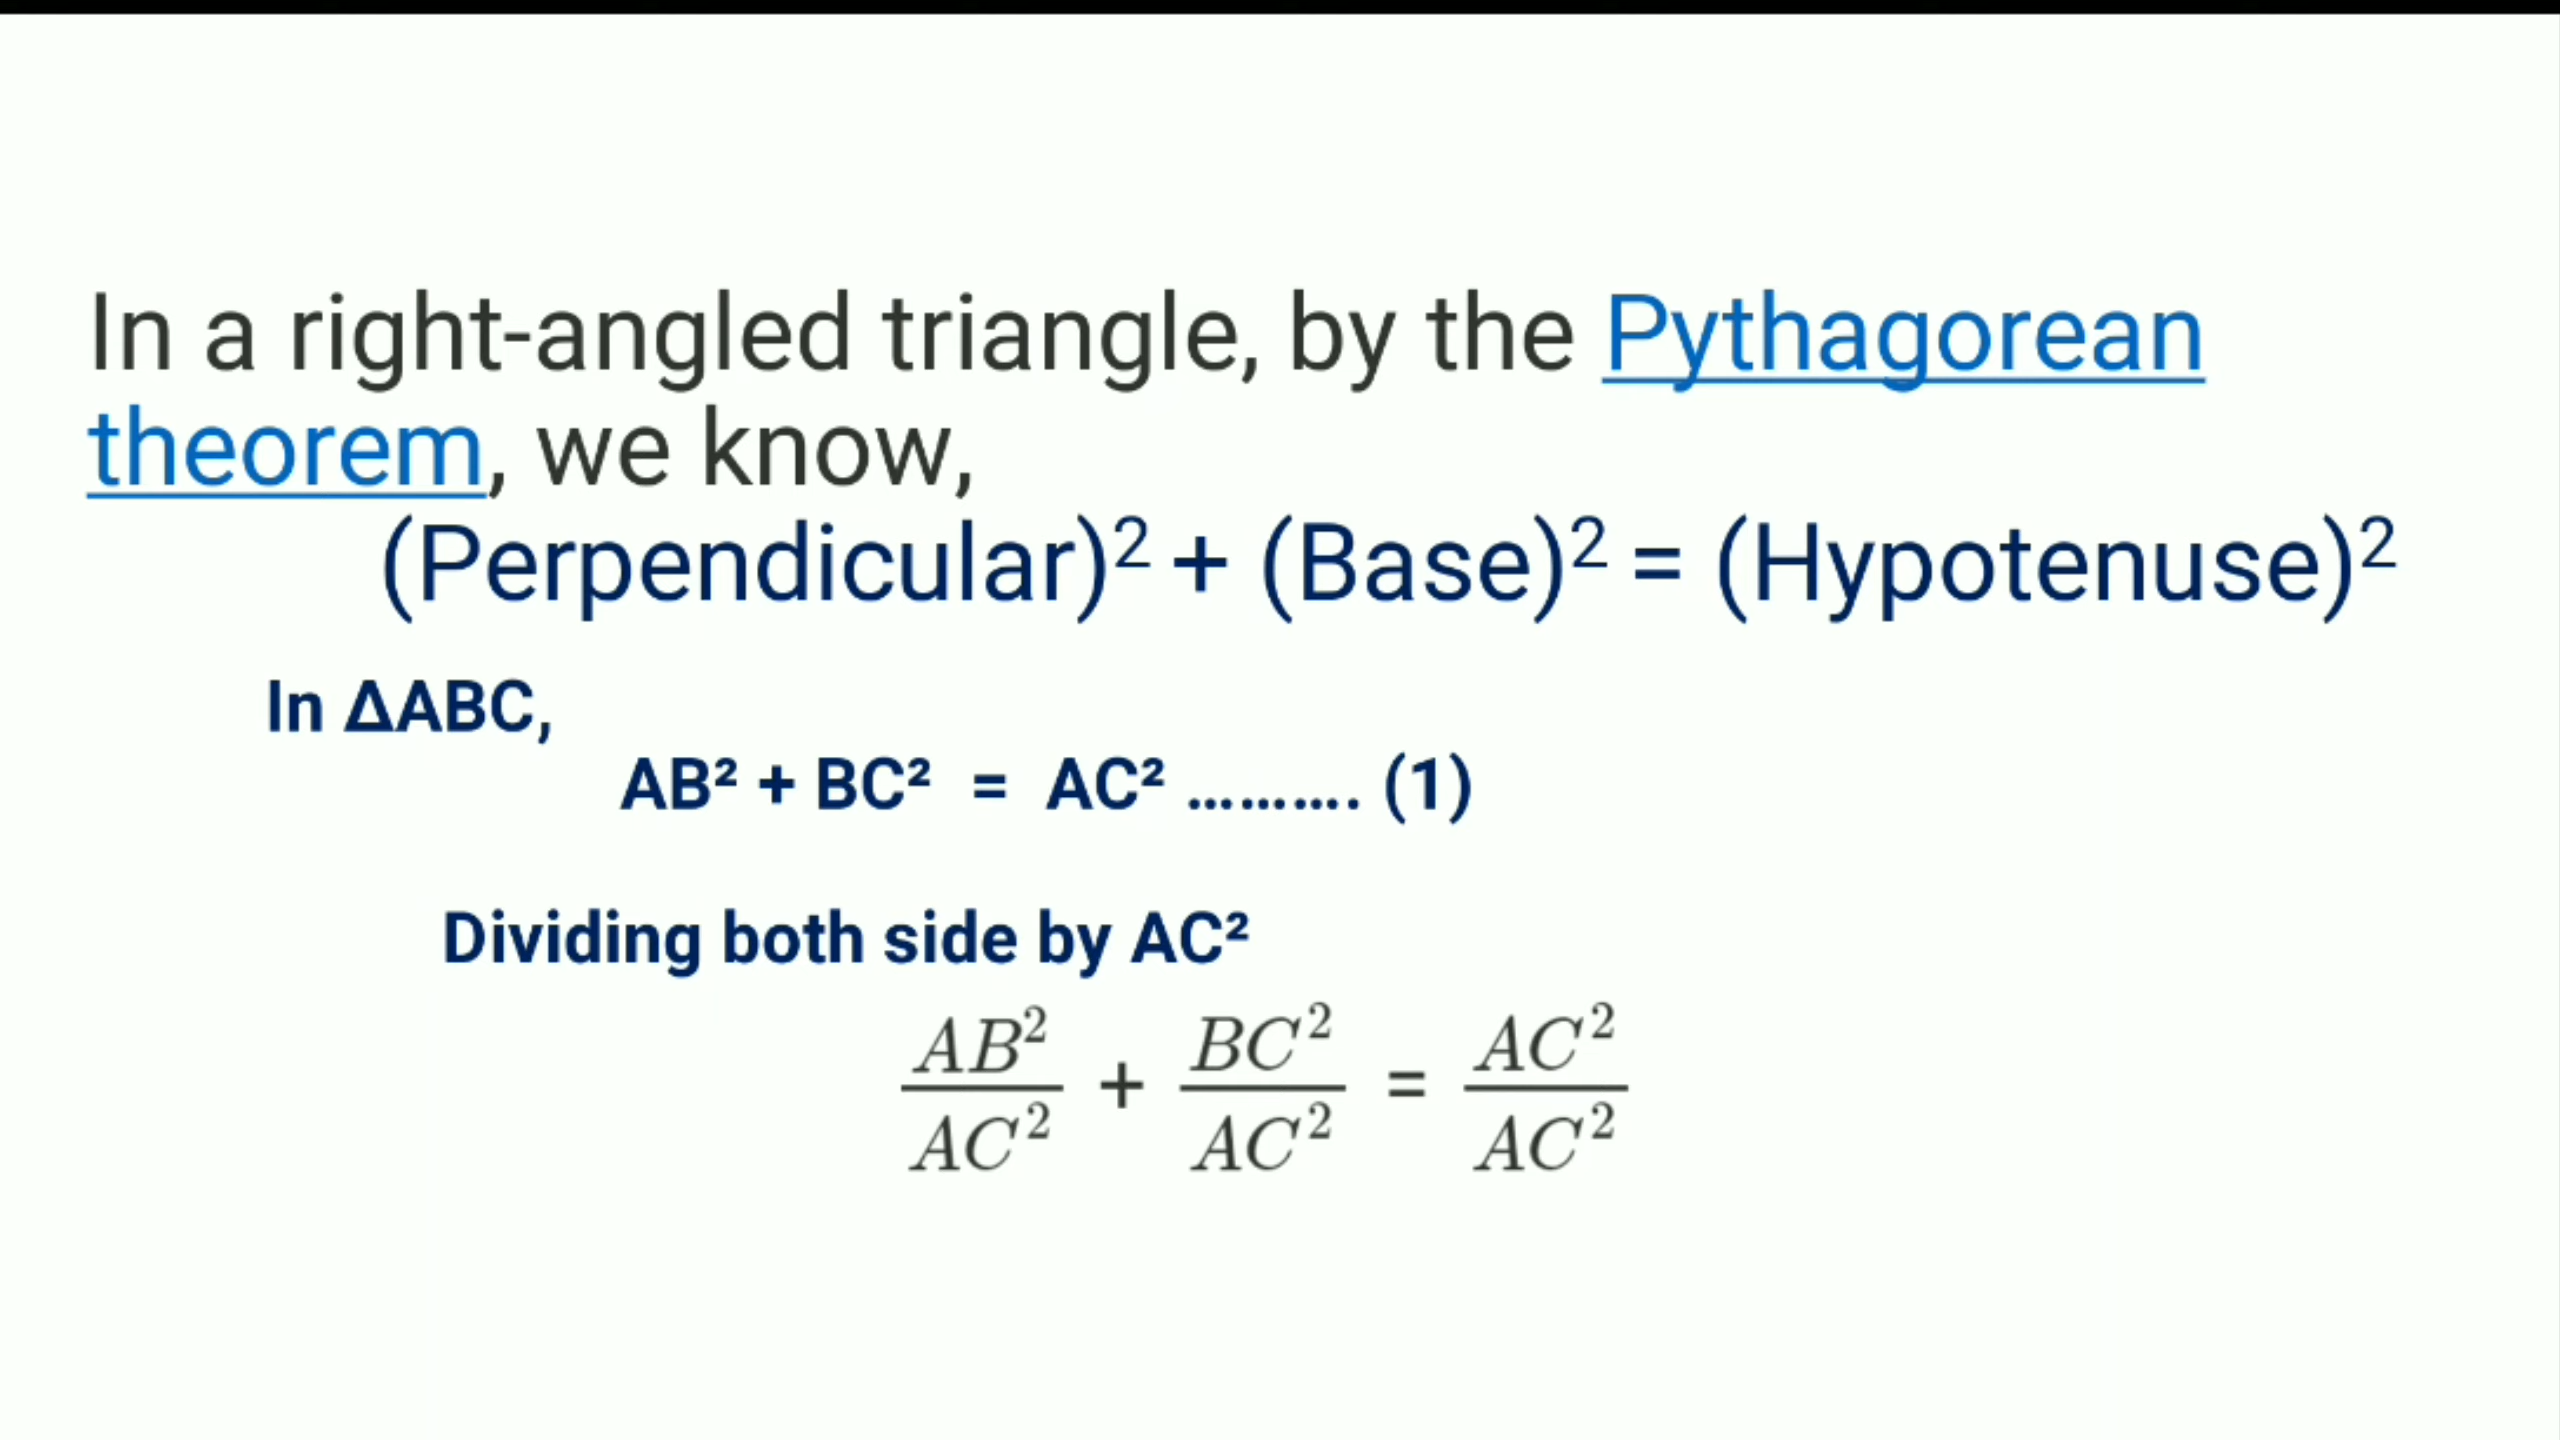 In a right-angled triangle, by the Pythagorean
theorem, we know,
(Perpendicular)² + (Base)² = (Hypotenuse)²
In ΔABC,
AB² + BC² = AC² .......... (1)
Dividing both side by AC²
AB²/AC² + BC²/AC² = AC²/AC²